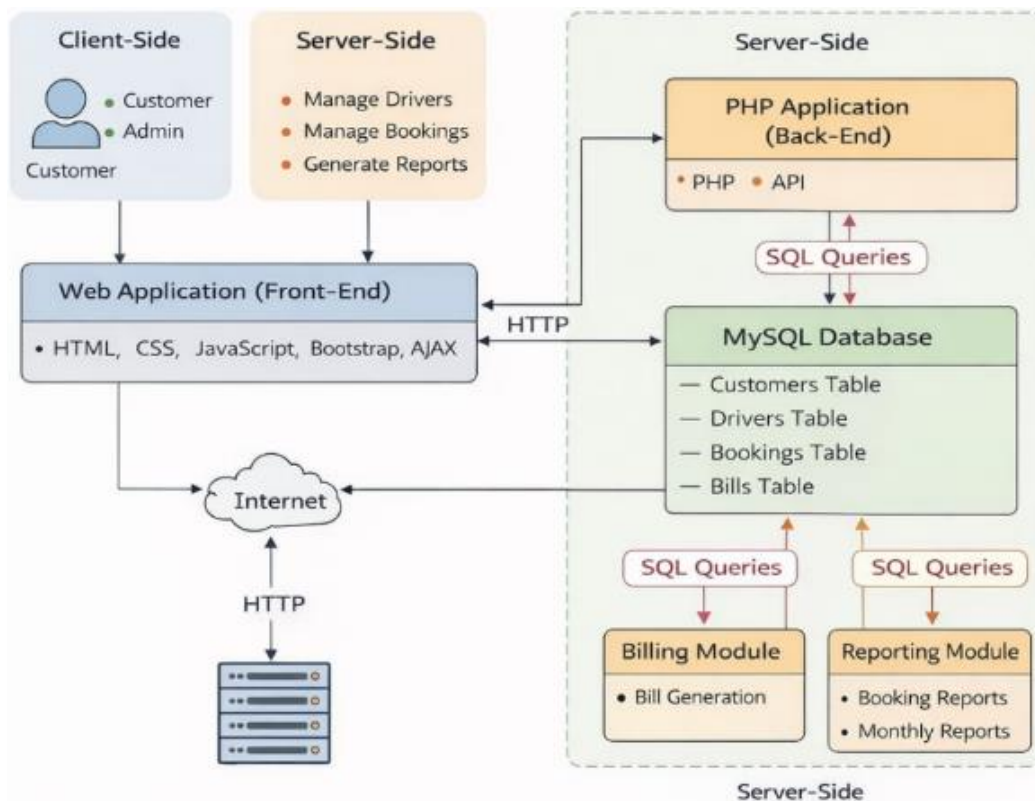 Client-Side
Customer
Admin
Customer
Server-Side
Manage Drivers
Manage Bookings
Generate Reports
Server-Side
PHP Application
(Back-End)
PHP • API
SQL Queries
Web Application (Front-End)
• HTML, CSS, JavaScript, Bootstrap, AJAX
HTTP
MySQL Database
— Customers Table
— Drivers Table
— Bookings Table
— Bills Table
Internet
HTTP
SQL Queries
SQL Queries
Billing Module
• Bill Generation
Reporting Module
• Booking Reports
• Monthly Reports
Server-Side